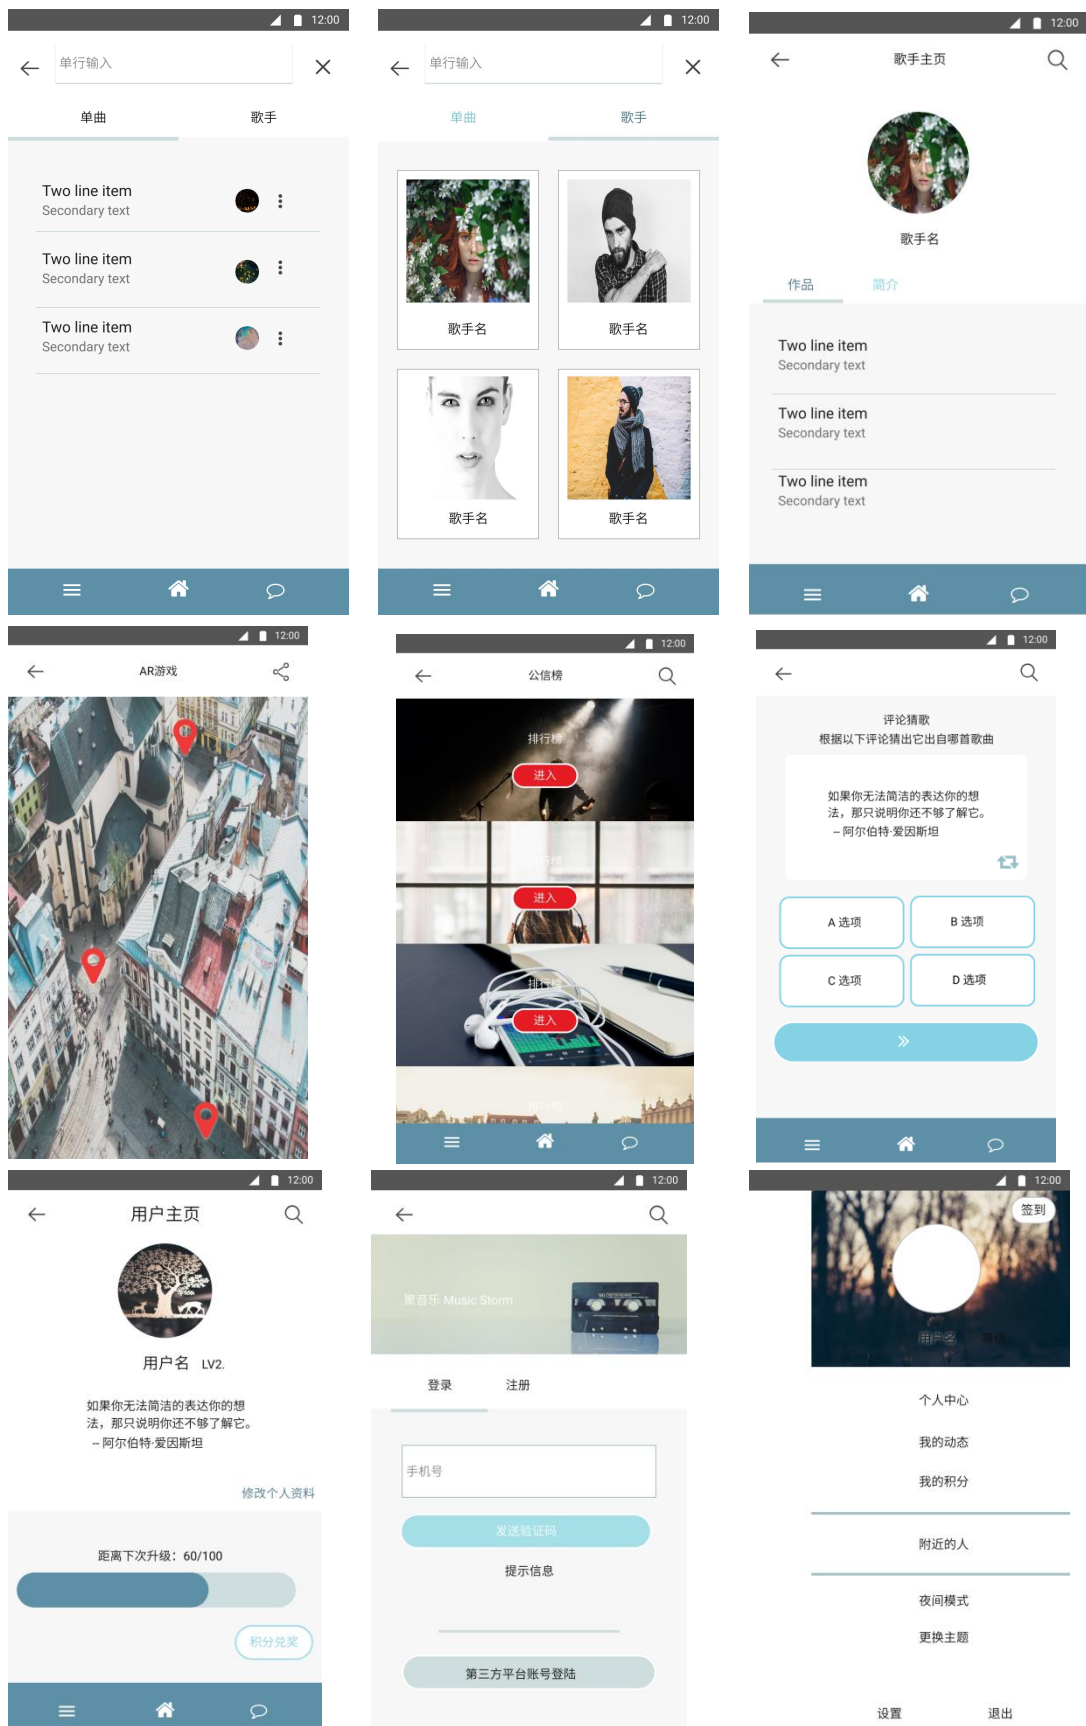 12:00
单行输入
单曲
歌手
Two line item
Secondary text
Two line item
Secondary text
Two line item
Secondary text
12:00
单行输入
单曲
歌手
歌手名
歌手名
歌手名
歌手名
12:00
歌手主页
歌手名
作品
简介
Two line item
Secondary text
Two line item
Secondary text
Two line item
Secondary text
12:00
AR游戏
12:00
公信榜
排行榜
进入
排行榜
进入
排行榜
进入
排行榜
12:00
评论猜歌
根据以下评论猜出它出自哪首歌曲
如果你无法简洁的表达你的想
法，那只说明你还不够了解它。
-- 阿尔伯特·爱因斯坦
A 选项
B 选项
C 选项
D 选项
12:00
用户主页
用户名 LV2.
如果你无法简洁的表达你的想
法，那只说明你还不够了解它。
-- 阿尔伯特·爱因斯坦
修改个人资料
距离下次升级：60/100
积分兑奖
12:00
聚音乐 Music Storm
登录
注册
手机号
发送验证码
提示信息
第三方平台账号登陆
12:00
签到
用户名
等级
个人中心
我的动态
我的积分
附近的人
夜间模式
更换主题
设置
退出